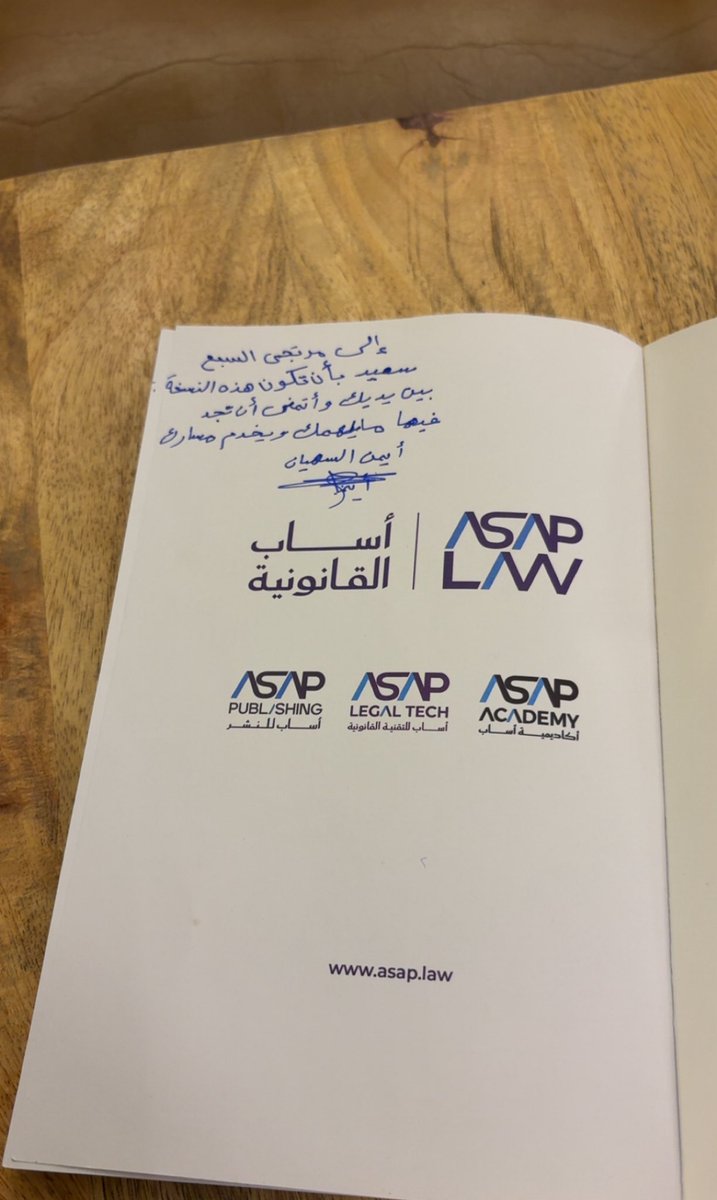 إلى مرتجى السبع
سعيد بأن تكون هذه النسخة
بين يديك وأتمنى أن تجد
فيها ما يلهمك ويخدم مسارك
أيمن السهيان
أيمن
أساب القانونية
ASAP LAW
ASAP PUBLISHING
أساب للنشر
ASAP LEGAL TECH
أساب للتقنية القانونية
ASAP ACADEMY
أكاديمية أساب
www.asap.law